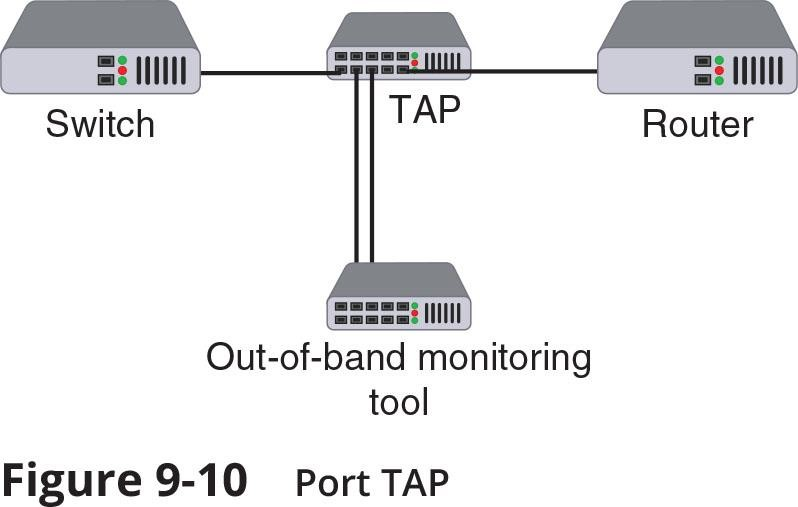 Switch
TAP
Router
Out-of-band monitoring
tool
Figure 9-10 Port TAP